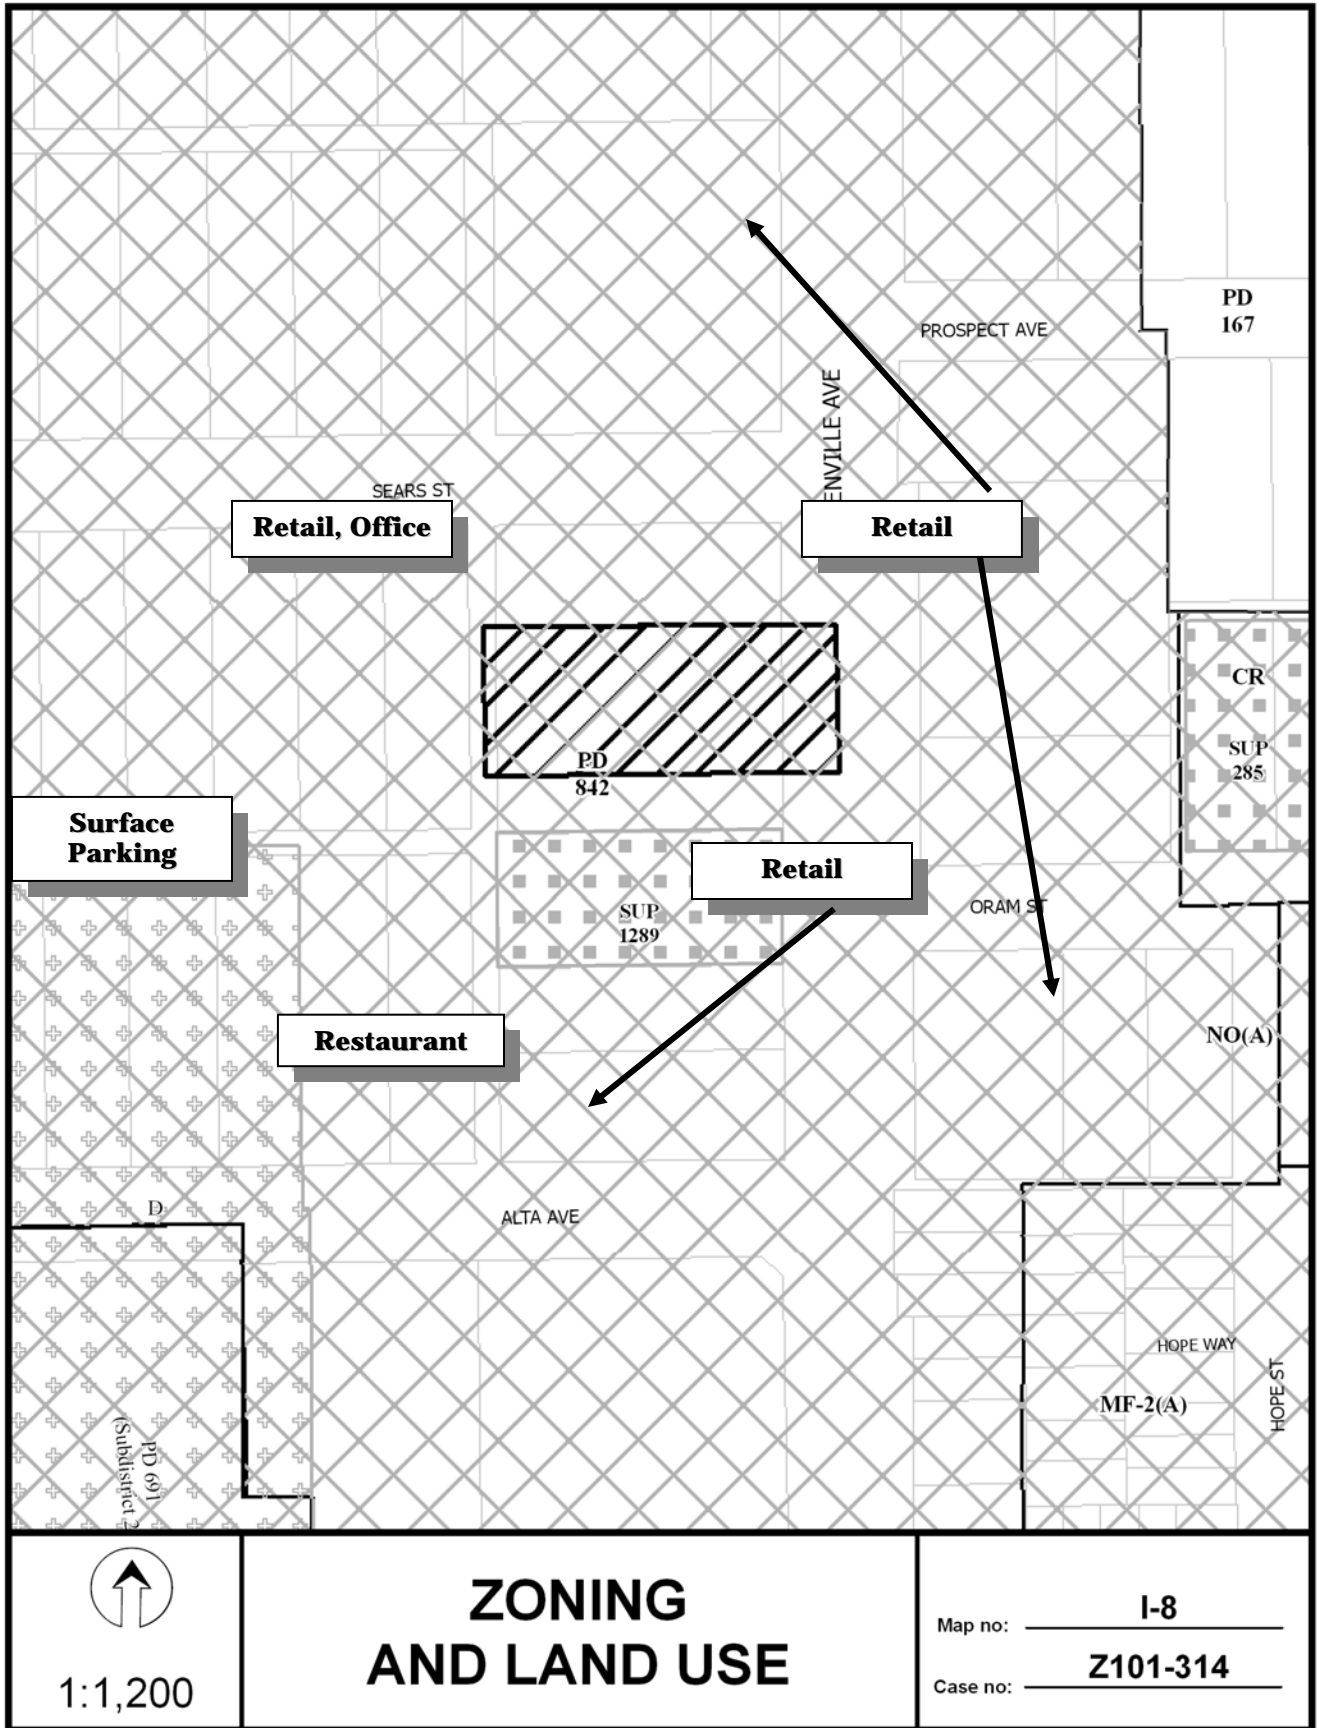 PD
167
PROSPECT AVE
ENVILLE AVE
SEARS ST
Retail, Office
Retail
CR
SUP
285
PD
842
Surface
Parking
Retail
SUP
1289
ORAM ST
Restaurant
NO(A)
D
ALTA AVE
HOPE WAY
HOPE ST
MF-2(A)
PD 691
(Subdistrict 2
1:1,200
ZONING
AND LAND USE
Map no: I-8
Case no: Z101-314